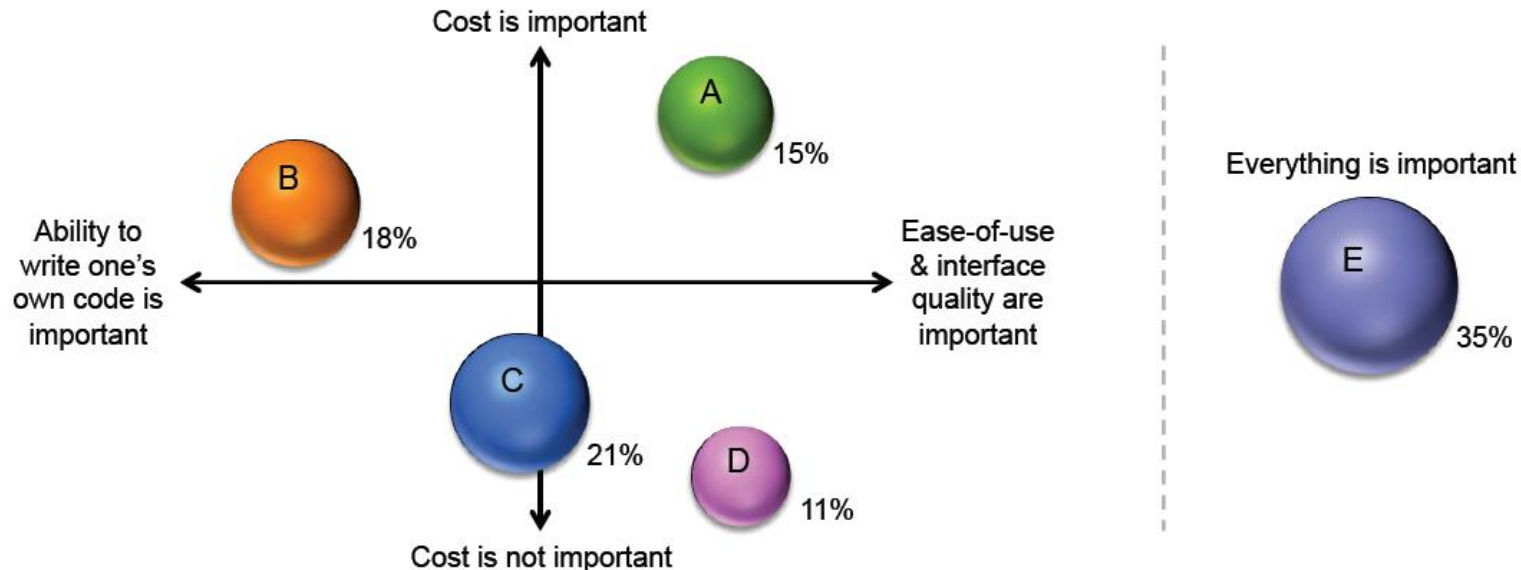 Cost is important
A
15%
B
18%
Everything is important
Ability to
write one's
own code is
important
Ease-of-use
& interface
quality are
important
E
35%
C
21%
D
11%
Cost is not important